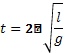 t = 2 √(l/g)